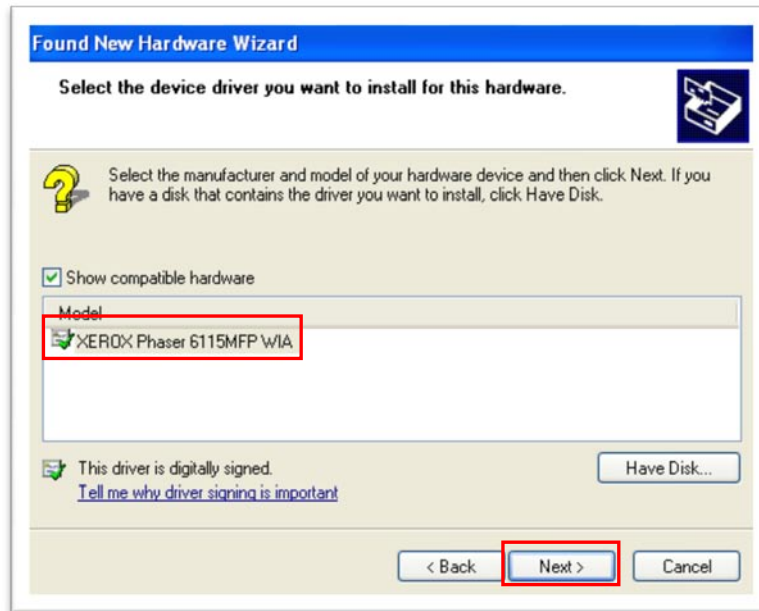 Found New Hardware Wizard
Select the device driver you want to install for this hardware.
Select the manufacturer and model of your hardware device and then click Next. If you
have a disk that contains the driver you want to install, click Have Disk.
Show compatible hardware
Model
XEROX Phaser 6115MFP WIA
This driver is digitally signed.
Have Disk...
Tell me why driver signing is important
< Back
Next >
Cancel